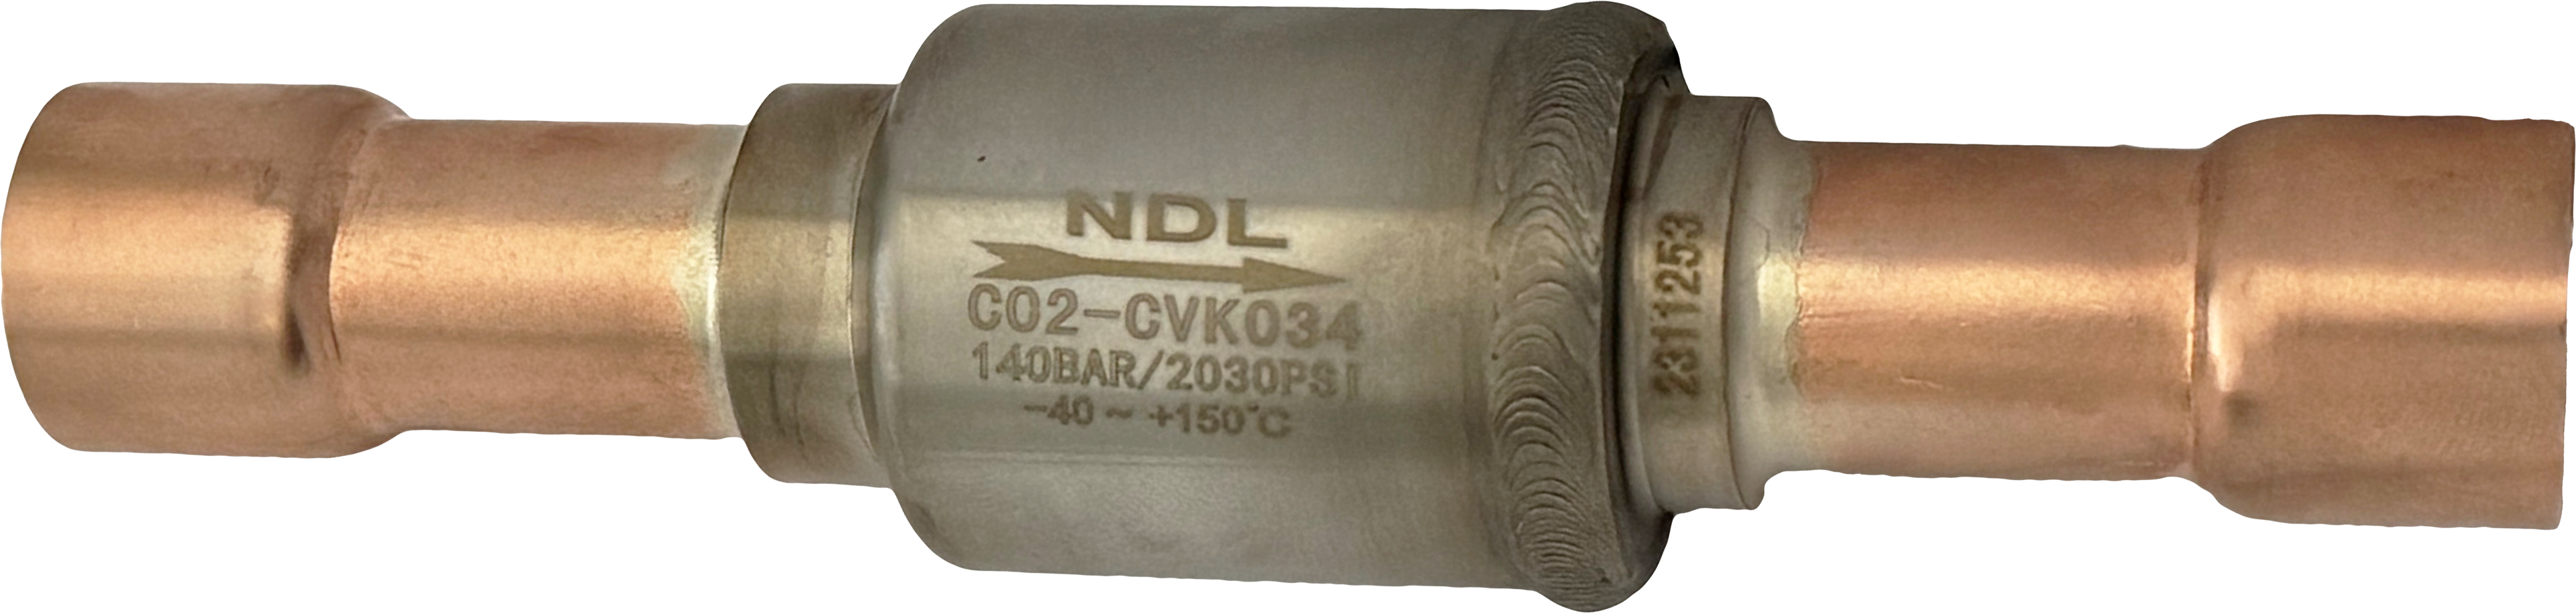 NDL
CO2-CVK034
140BAR/2030PSI
-40~+150°C
23111253